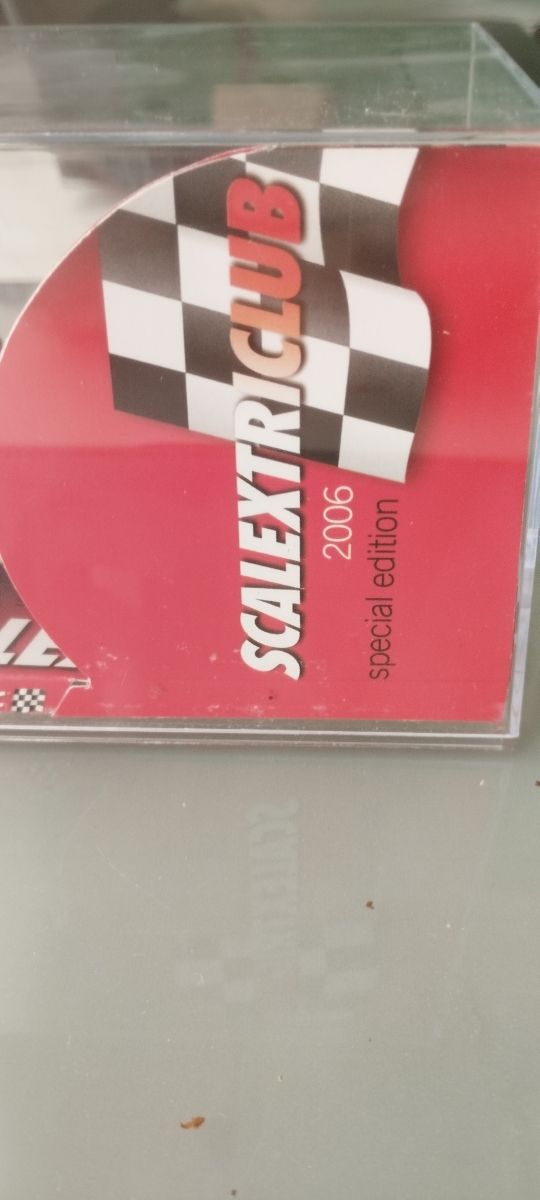 SCALEXTRICLUB
2006
special edition